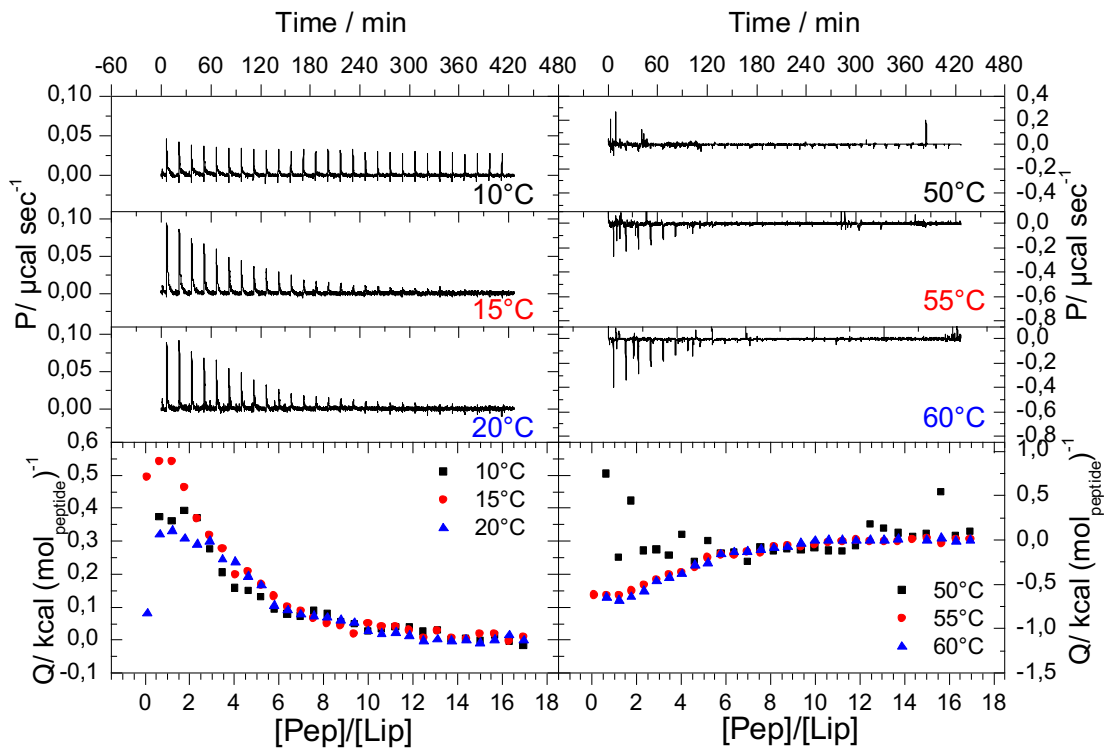 Time / min
Time / min
-60 0 60 120 180 240 300 360 420 480
0 60 120 180 240 300 360 420 480
0,10
0,05
0,00
10°C
0,4
0,2
0,0
-0,2
-0,4
50°C
0,10
0,05
0,00
15°C
0,0
-0,2
-0,4
-0,6
-0,8
55°C
0,10
0,05
0,00
20°C
0,0
-0,2
-0,4
-0,6
-0,8
60°C
P/ µcal sec⁻¹
P/ µcal sec⁻¹
0,6
0,5
0,4
0,3
0,2
0,1
0,0
-0,1
10°C
15°C
20°C
1,0
0,5
0,0
-0,5
-1,0
-1,5
50°C
55°C
60°C
Q/ kcal (mol_peptide)⁻¹
Q/ kcal (mol_peptide)⁻¹
0 2 4 6 8 10 12 14 16 18
0 2 4 6 8 10 12 14 16 18
[Pep]/[Lip]
[Pep]/[Lip]